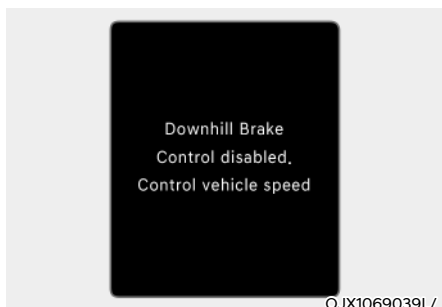 Downhill Brake
Control disabled.
Control vehicle speed
OJX1069039L/